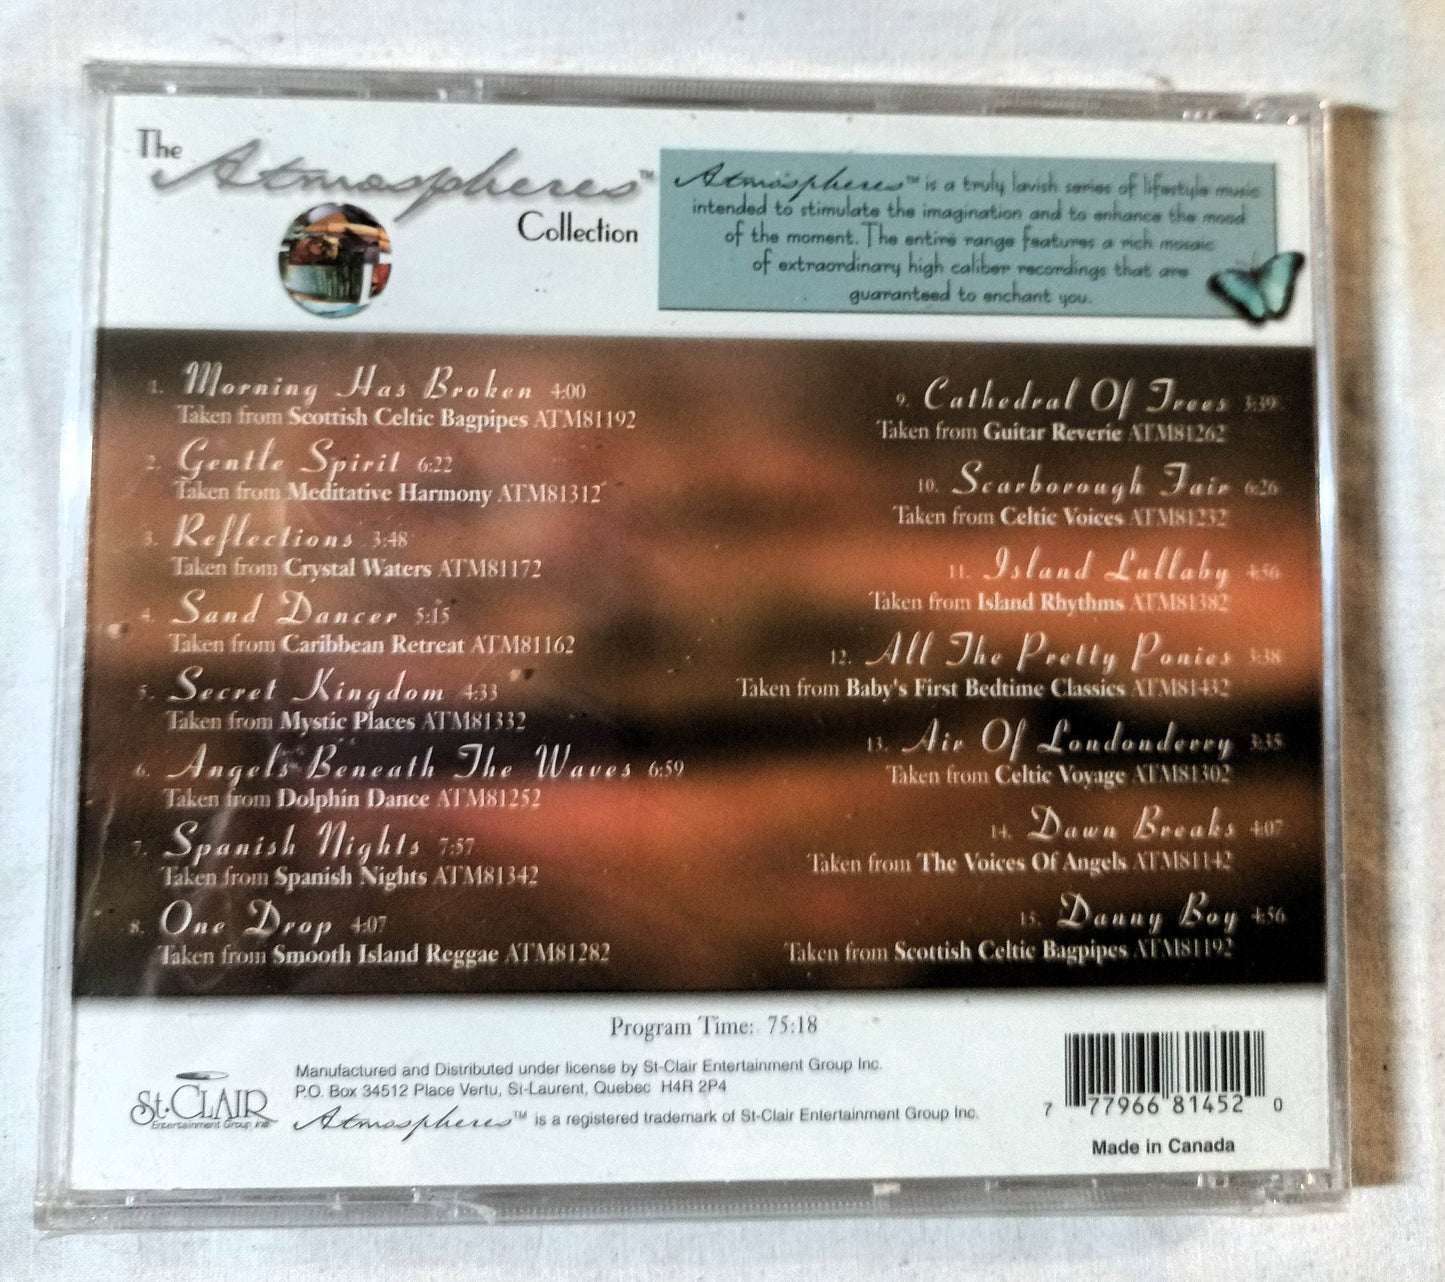 The Atmospheres™
Collection
Atmospheres™ is a truly lavish series of lifestyle music
intended to stimulate the imagination and to enhance the mood
of the moment. The entire range features a rich mosaic
of extraordinary high caliber recordings that are
guaranteed to enchant you.
1. Morning Has Broken 4:00
Taken from Scottish Celtic Bagpipes ATM81192
2. Gentle Spirit 6:22
Taken from Meditative Harmony ATM81312
3. Reflections 3:48
Taken from Crystal Waters ATM81172
4. Sand Dancer 5:15
Taken from Caribbean Retreat ATM81162
5. Secret Kingdom 4:33
Taken from Mystic Places ATM81332
6. Angels Beneath The Waves 6:59
Taken from Dolphin Dance ATM81252
7. Spanish Nights 7:57
Taken from Spanish Nights ATM81342
8. One Drop 4:07
Taken from Smooth Island Reggae ATM81282
9. Cathedral Of Trees 3:39
Taken from Guitar Reverie ATM81262
10. Scarborough Fair 6:26
Taken from Celtic Voices ATM81232
11. Island Lullaby 4:56
Taken from Island Rhythms ATM81382
12. All The Pretty Ponies 3:38
Taken from Baby's First Bedtime Classics ATM81432
13. Air Of Londonderry 3:35
Taken from Celtic Voyage ATM81302
14. Dawn Breaks 4:07
Taken from The Voices Of Angels ATM81142
15. Danny Boy 4:56
Taken from Scottish Celtic Bagpipes ATM81192
Program Time: 75:18
St-CLAIR
Entertainment Group Inc.
Manufactured and Distributed under license by St-Clair Entertainment Group Inc.
P.O. Box 34512 Place Vertu, St-Laurent, Quebec H4R 2P4
Atmospheres™ is a registered trademark of St-Clair Entertainment Group Inc.
7 77966 81452 0
Made in Canada